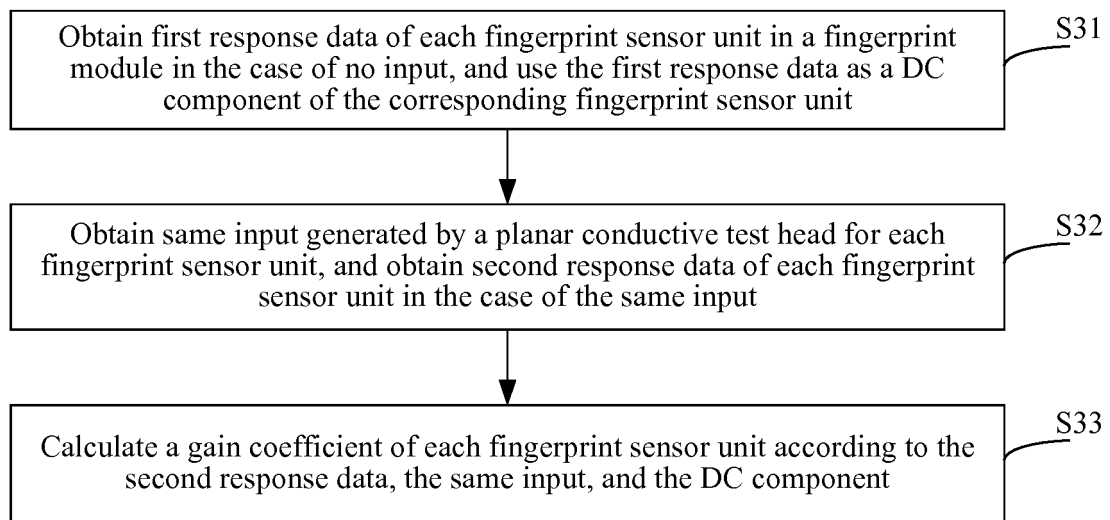 Obtain first response data of each fingerprint sensor unit in a fingerprint
module in the case of no input, and use the first response data as a DC
component of the corresponding fingerprint sensor unit
S31
Obtain same input generated by a planar conductive test head for each
fingerprint sensor unit, and obtain second response data of each fingerprint
sensor unit in the case of the same input
S32
Calculate a gain coefficient of each fingerprint sensor unit according to the
second response data, the same input, and the DC component
S33